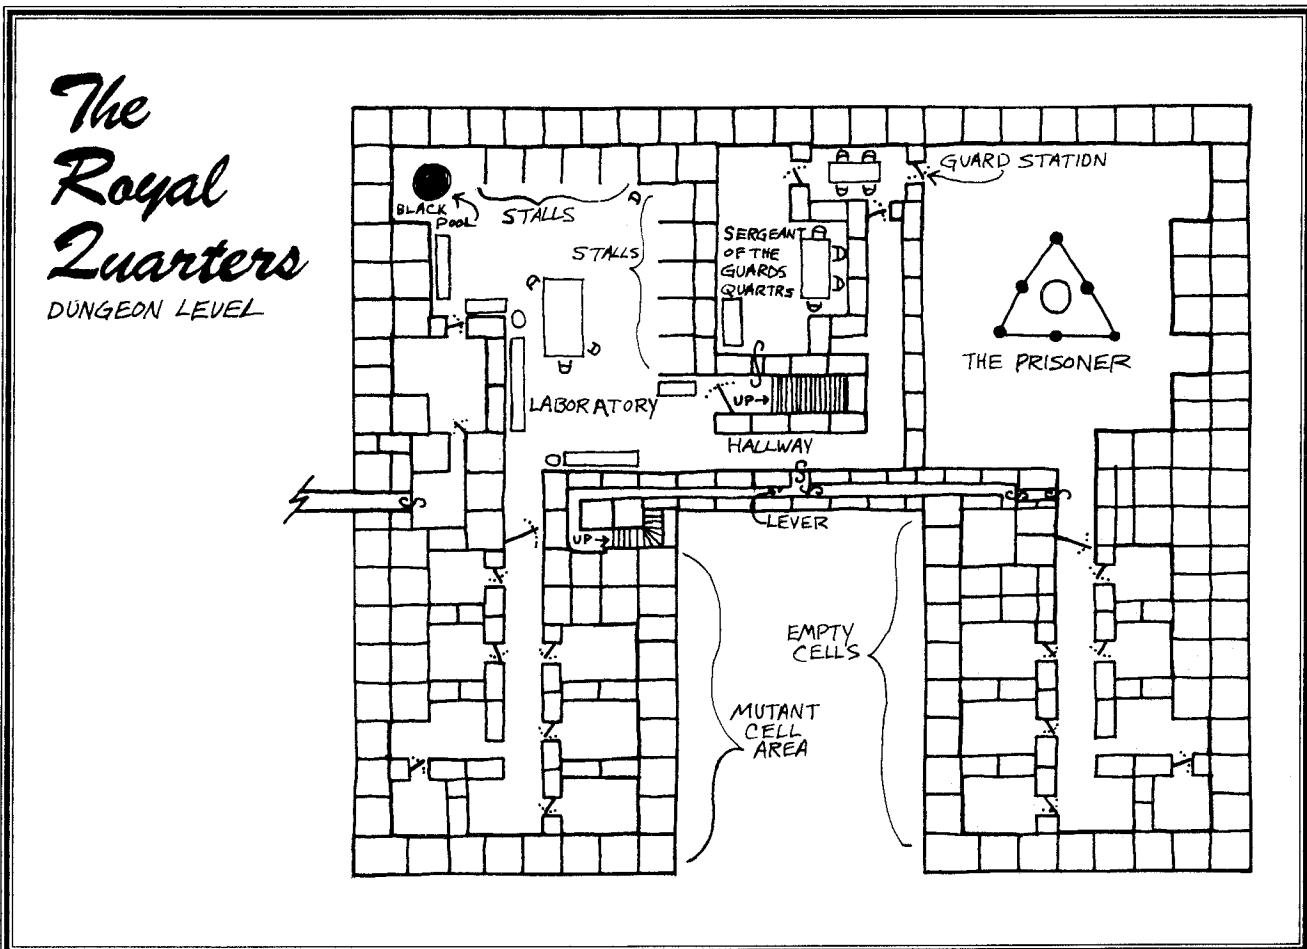 The
Royal
Quarters
DUNGEON LEVEL
BLACK
POOL
STALLS
STALLS
SERGEANT
OF THE
GUARDS
QUARTRS
GUARD STATION
THE PRISONER
LABORATORY
UP→
HALLWAY
LEVER
UP→
EMPTY
CELLS
MUTANT
CELL
AREA